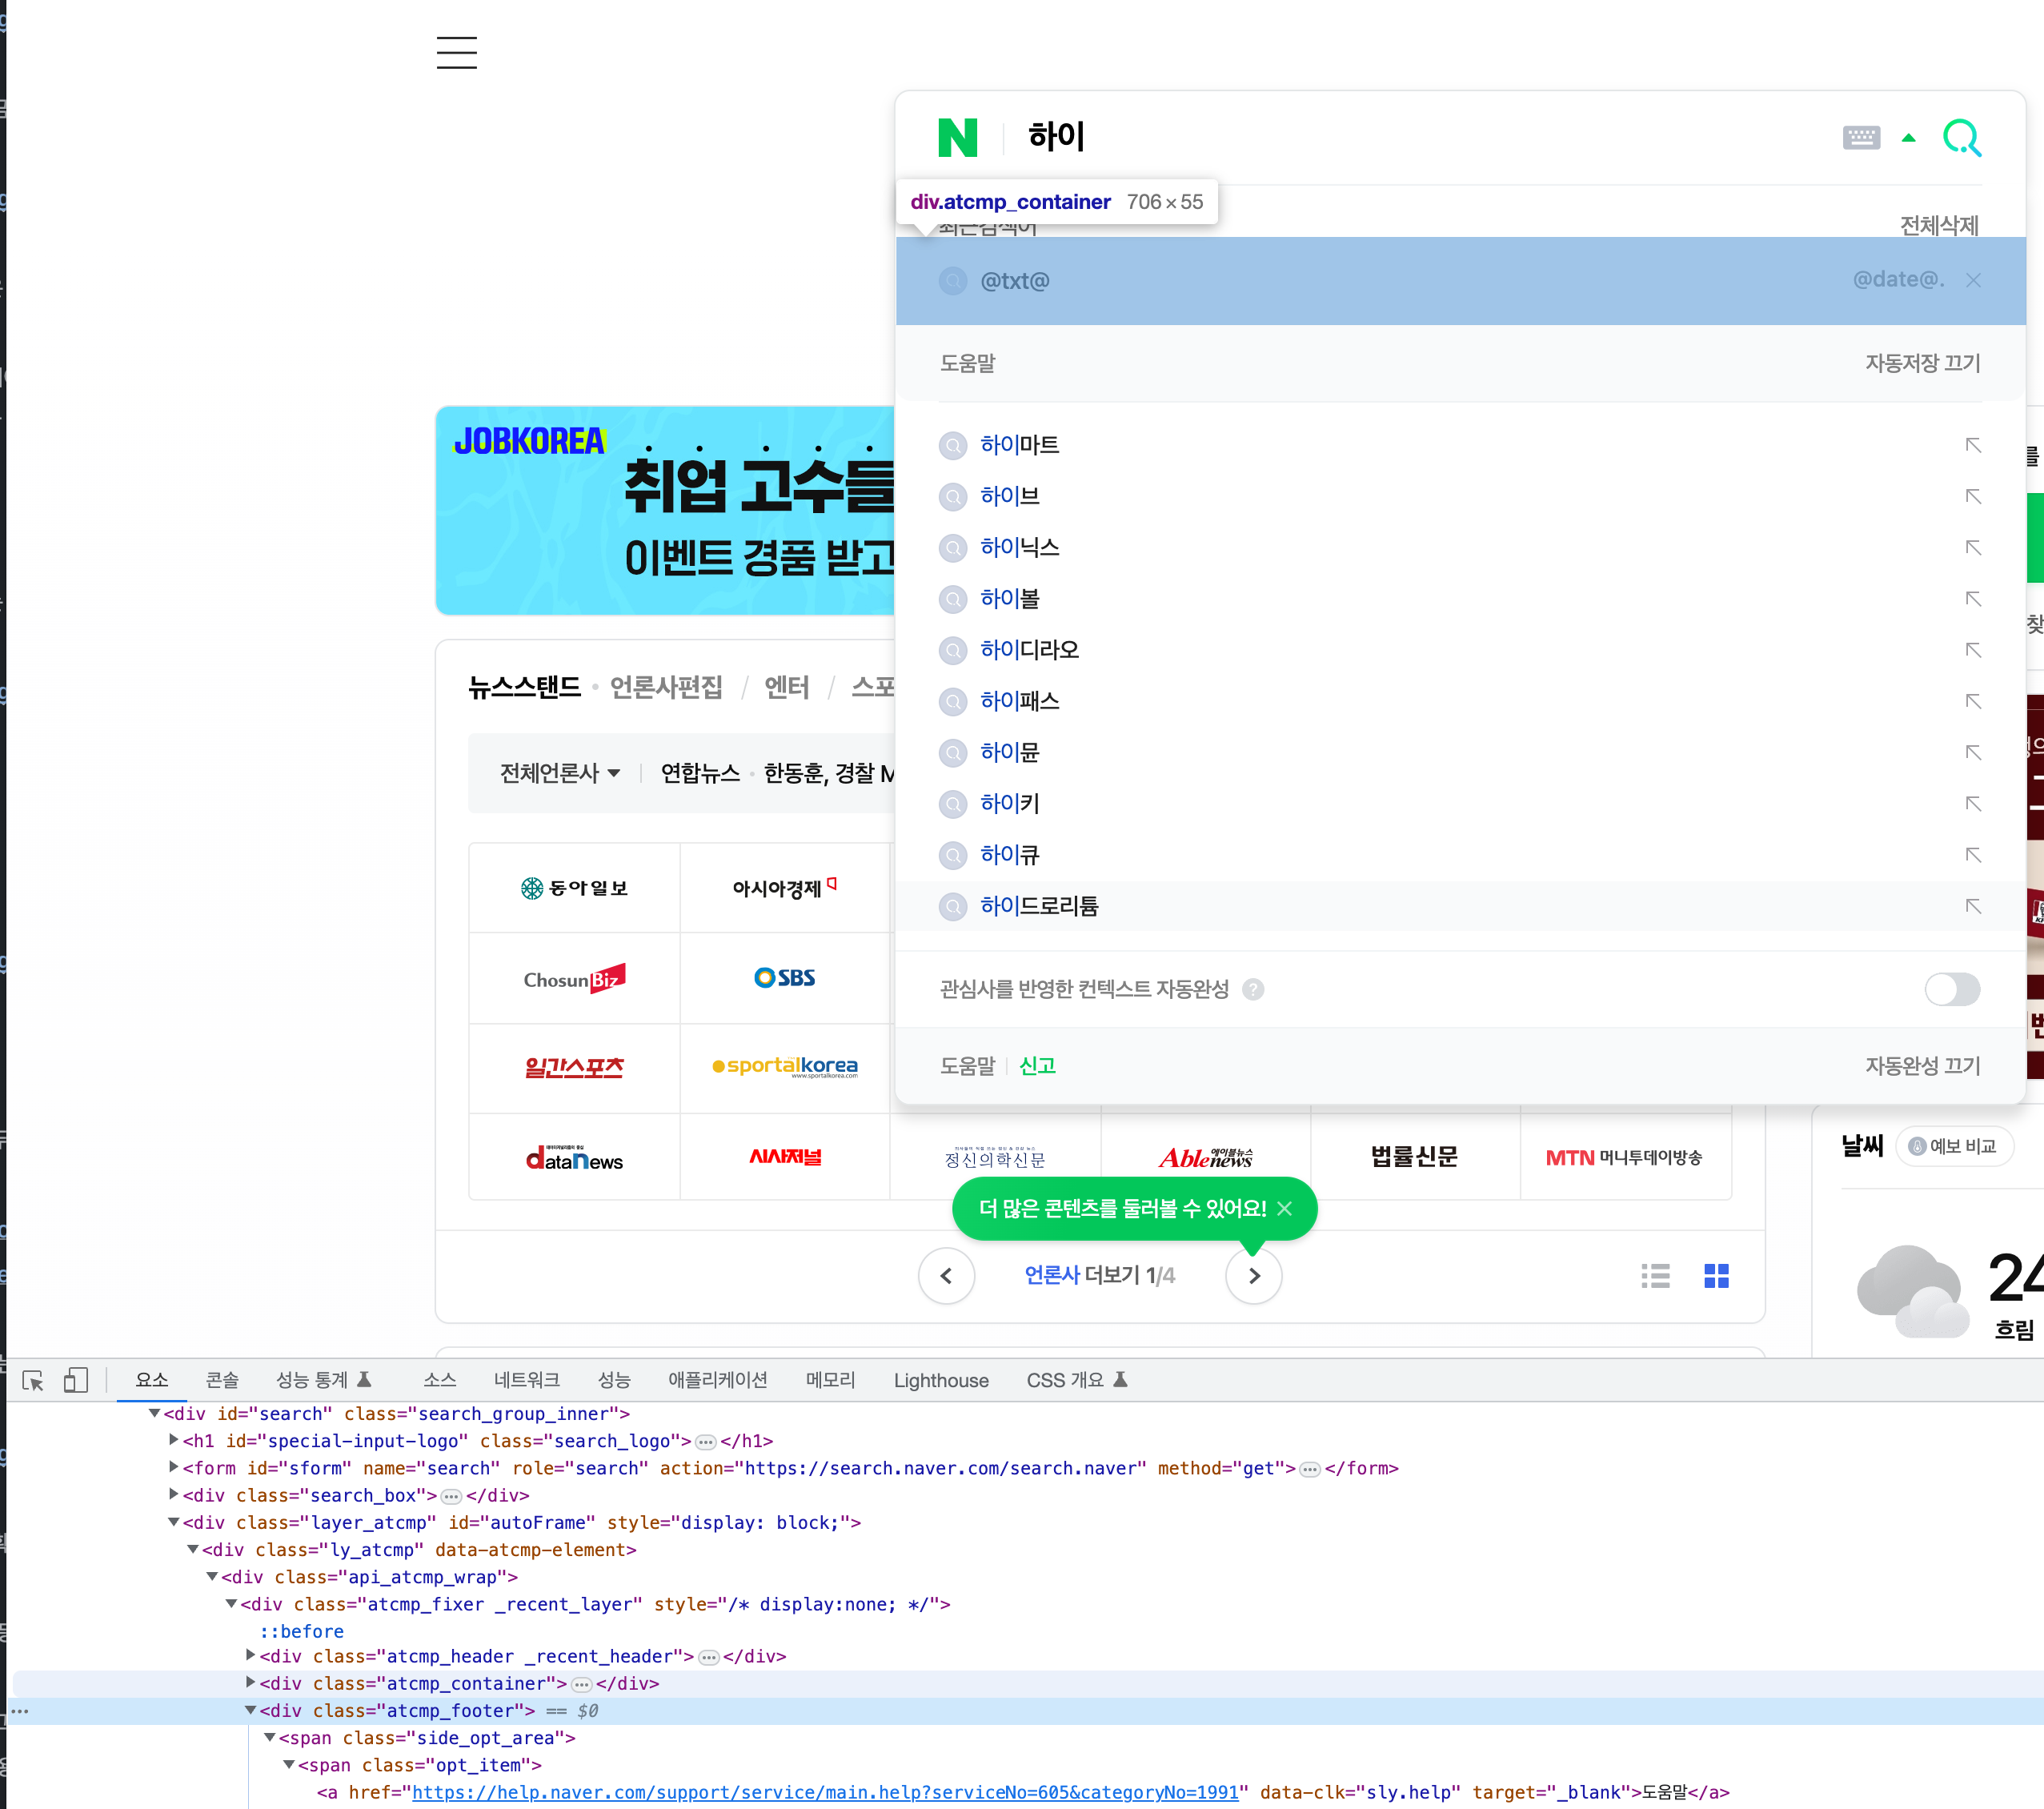 하이
div.atcmp_container 706 × 55
최근검색어 전체삭제
@txt@ @date@.
도움말 자동저장 끄기
하이마트
하이브
하이닉스
하이볼
하이디라오
하이패스
하이뮨
하이키
하이큐
하이드로리튬
관심사를 반영한 컨텍스트 자동완성 ?
도움말 신고 자동완성 끄기
JOBKOREA
취업 고수들
이벤트 경품 받고
뉴스스탠드 언론사편집 / 엔터 / 스포
전체언론사 연합뉴스 한동훈, 경찰
동아일보 아시아경제
ChosunBiz SBS
일간스포츠 sportalkorea
www.sportalkorea.com
dataNews 시사저널 정신의학신문 Ablenews 에이블뉴스 법률신문 MTN 머니투데이방송
더 많은 콘텐츠를 둘러볼 수 있어요!
언론사 더보기 1/4
날씨 예보 비교
24
흐림
요소 콘솔 성능 통계 소스 네트워크 성능 애플리케이션 메모리 Lighthouse CSS 개요
<div id="search" class="search_group_inner">
<h1 id="special-input-logo" class="search_logo">…</h1>
<form id="sform" name="search" role="search" action="https://search.naver.com/search.naver" method="get">…</form>
<div class="search_box">…</div>
<div class="layer_atcmp" id="autoFrame" style="display: block;">
<div class="ly_atcmp" data-atcmp-element>
<div class="api_atcmp_wrap">
<div class="atcmp_fixer _recent_layer" style="/* display:none; */">
::before
<div class="atcmp_header _recent_header">…</div>
<div class="atcmp_container">…</div>
… <div class="atcmp_footer"> == $0
<span class="side_opt_area">
<span class="opt_item">
<a href="https://help.naver.com/support/service/main.help?serviceNo=605&categoryNo=1991" data-clk="sly.help" target="_blank">도움말</a>